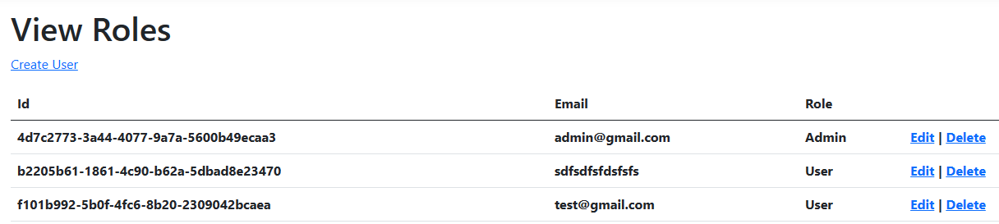 View Roles
Create User
Id Email Role
4d7c2773-3a44-4077-9a7a-5600b49ecaa3 admin@gmail.com Admin Edit | Delete
b2205b61-1861-4c90-b62a-5dbad8e23470 sdfsdfsfdsfsfs User Edit | Delete
f101b992-5b0f-4fc6-8b20-2309042bcaea test@gmail.com User Edit | Delete